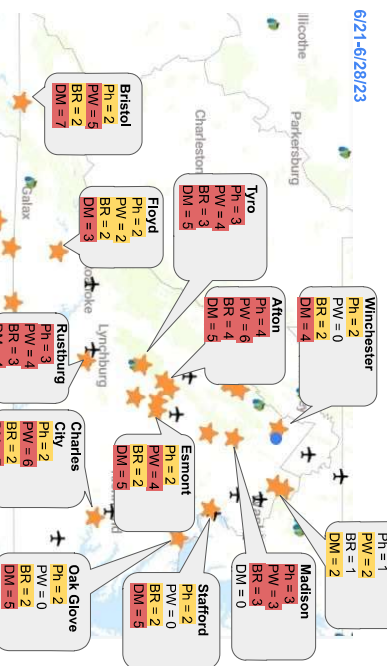 6/21-6/28/23
illicothe
Parkersburg
Ph = 1
PW = 2
BR = 1
DM = 2
Winchester
Ph = 2
PW = 0
BR = 2
DM = 4
Madison
Ph = 3
PW = 3
BR = 3
DM = 0
Afton
Ph = 4
PW = 6
BR = 4
DM = 5
Tyro
Ph = 3
PW = 4
BR = 3
DM = 5
Charleston
Stafford
Ph = 2
PW = 0
BR = 2
DM = 5
Esmont
Ph = 2
PW = 4
BR = 2
DM = 5
Bristol
Ph = 2
PW = 5
BR = 2
DM = 7
Floyd
Ph = 2
PW = 2
BR = 2
DM = 3
Lynchburg
oanoke
Galax
Rustburg
Ph = 3
PW = 4
BR = 3
Charles
City
Ph = 2
PW = 6
BR = 2
Oak Glove
Ph = 2
PW = 0
BR = 2
DM = 5